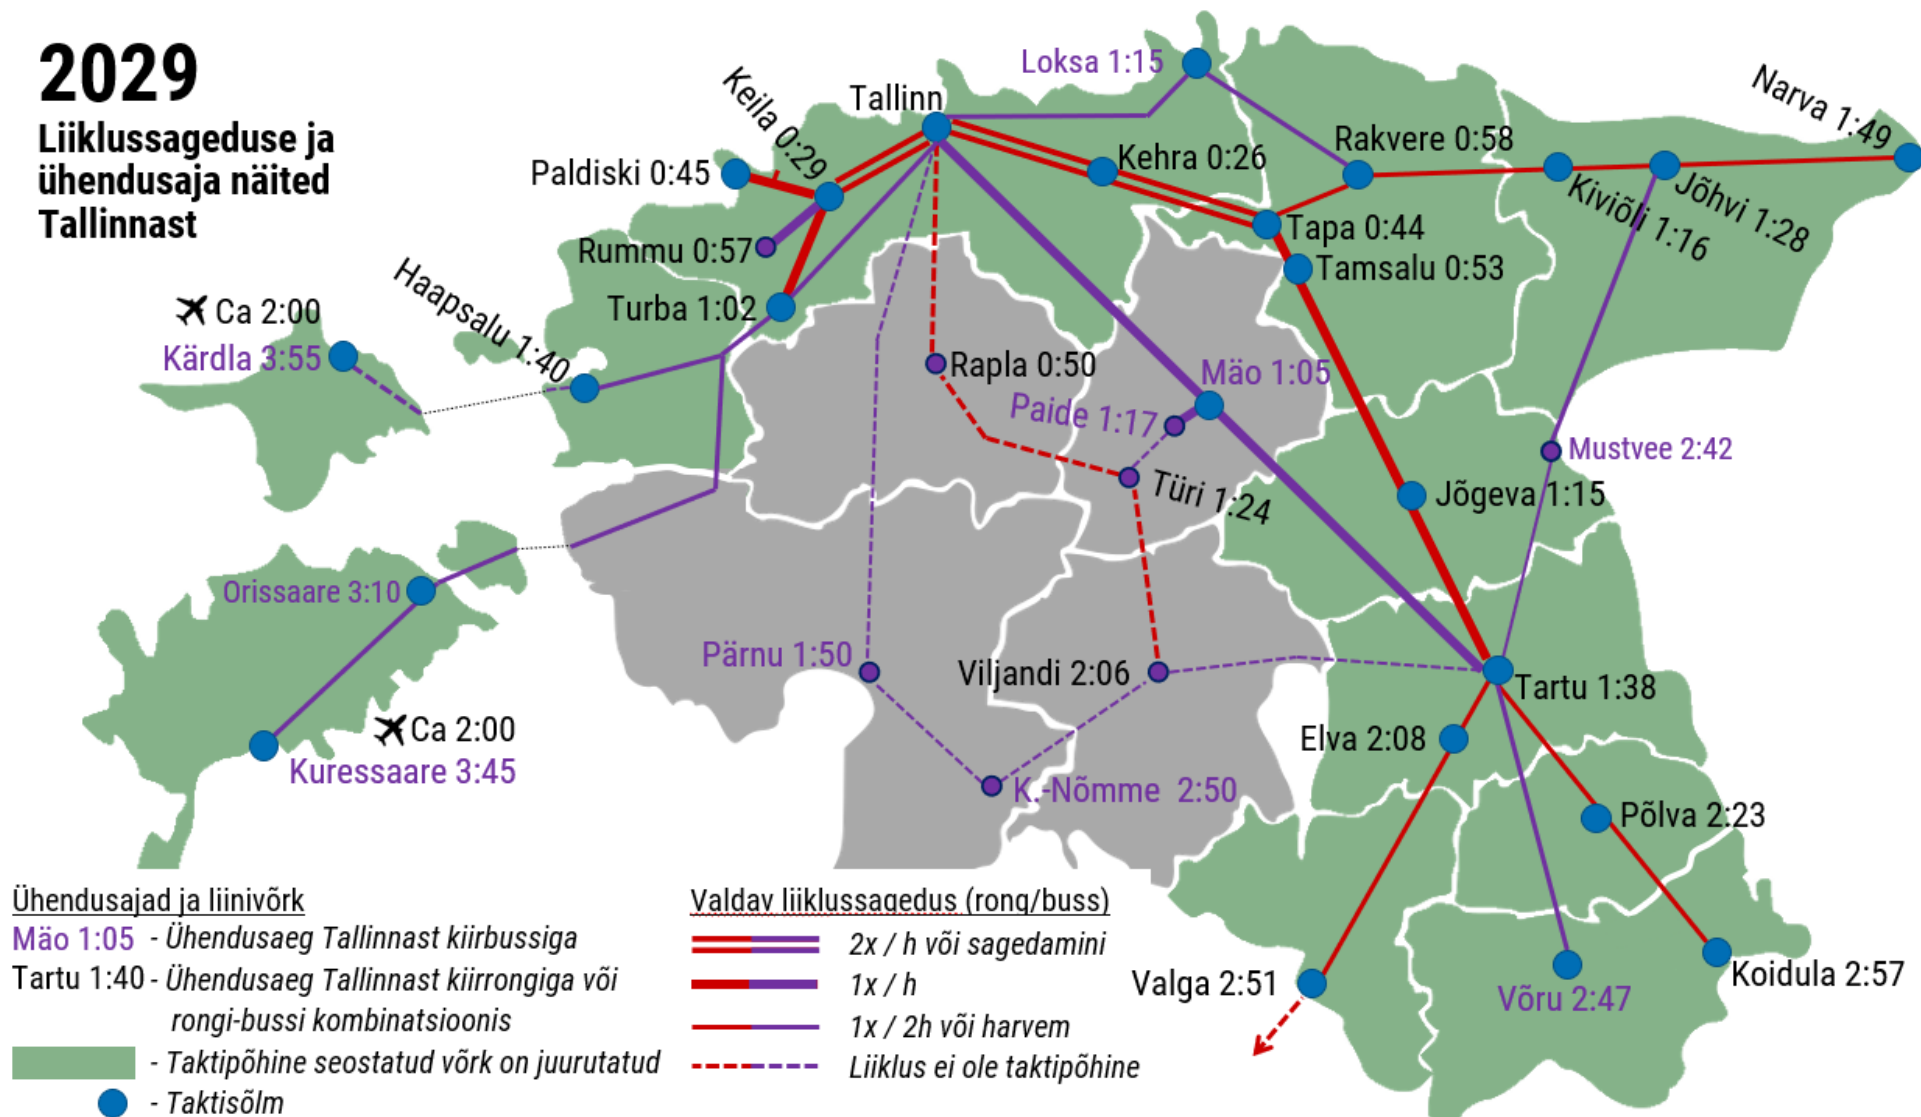 2029
Liiklussageduse ja
ühendusaja näited
Tallinnast
Loksa 1:15
Narva 1:49
Keila 0:29
Tallinn
Rakvere 0:58
Kehra 0:26
Paldiski 0:45
Kiviõli 1:16
Jõhvi 1:28
Tapa 0:44
Rummu 0:57
Tamsalu 0:53
Haapsalu 1:40
Turba 1:02
Ca 2:00
Kärdla 3:55
Rapla 0:50
Mäo 1:05
Paide 1:17
Mustvee 2:42
Türi 1:24
Jõgeva 1:15
Orissaare 3:10
Pärnu 1:50
Viljandi 2:06
Tartu 1:38
Ca 2:00
Kuressaare 3:45
Elva 2:08
K.-Nõmme 2:50
Põlva 2:23
Valga 2:51
Koidula 2:57
Võru 2:47
Ühendusajad ja liinivõrk
Mäo 1:05 - Ühendusaeg Tallinnast kiirbussiga
Tartu 1:40 - Ühendusaeg Tallinnast kiirrongiga või
rongi-bussi kombinatsioonis
- Taktipõhine seostatud võrk on juurutatud
- Taktisõlm
Valdav liiklussagedus (rong/buss)
2x / h või sagedamini
1x / h
1x / 2h või harvem
Liiklus ei ole taktipõhine